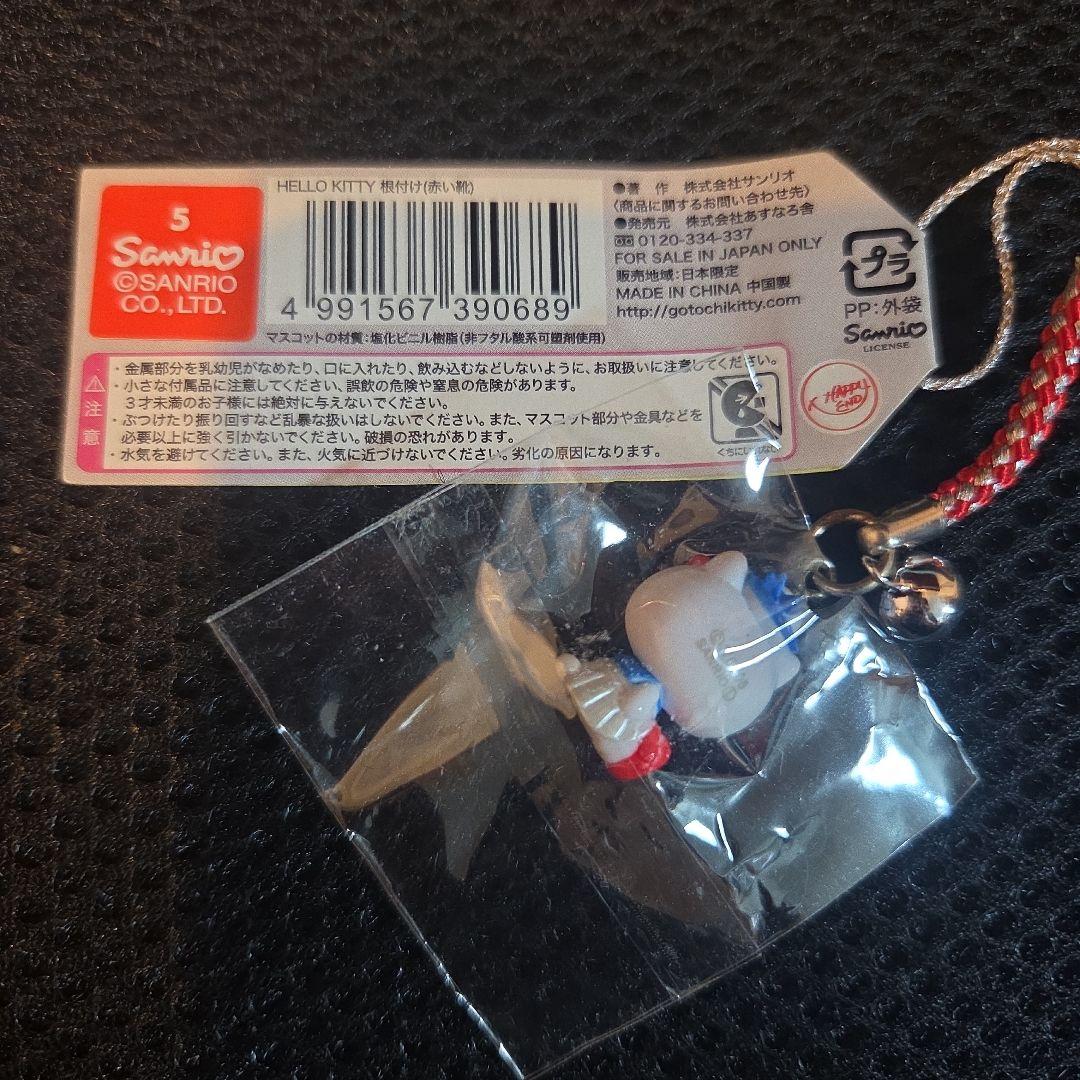 5
Sanrio
©SANRIO
CO., LTD.
HELLO KITTY 根付け(赤い靴)
4 991567 390689
マスコットの材質:塩化ビニル樹脂(非フタル酸系可塑剤使用)
●著 作 株式会社サンリオ
〈商品に関するお問い合わせ先〉
●発売元 株式会社あすなろ舎
0120-334-337
FOR SALE IN JAPAN ONLY
販売地域:日本限定
MADE IN CHINA 中国製
http://gotochikitty.com
プラ
PP:外袋
Sanrio
LICENSE
HAPPY
END
注意
・金属部分を乳幼児がなめたり、口に入れたり、飲み込むなどしないように、お取扱いに注意してください。
・小さな付属品に注意してください、誤飲の危険や窒息の危険があります。
３才未満のお子様には絶対に与えないでください。
・ぶつけたり振り回すなど乱暴な扱いはしないでください。また、マスコット部分や金具などを
必要以上に強く引かないでください。破損の恐れがあります。
・水気を避けてください。また、火気に近づけないでください。劣化の原因になります。